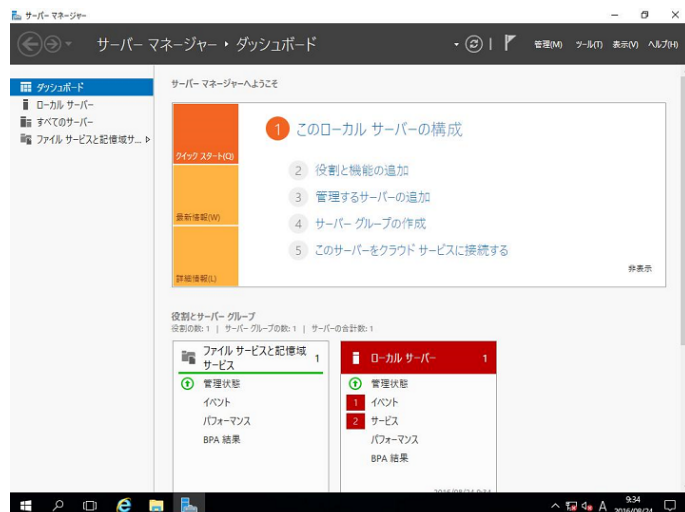 サーバー マネージャー
サーバー マネージャー • ダッシュボード
管理(M) ツール(T) 表示(V) ヘルプ(H)
ダッシュボード
ローカル サーバー
すべてのサーバー
ファイル サービスと記憶域サ...
サーバー マネージャーへようこそ
クイック スタート(Q)
最新情報(W)
詳細情報(L)
1 このローカル サーバーの構成
2 役割と機能の追加
3 管理するサーバーの追加
4 サーバー グループの作成
5 このサーバーをクラウド サービスに接続する
非表示
役割とサーバー グループ
役割の数: 1 | サーバー グループの数: 1 | サーバーの合計数: 1
ファイル サービスと記憶域
サービス
1
管理状態
イベント
パフォーマンス
BPA 結果
ローカル サーバー 1
管理状態
1 イベント
2 サービス
パフォーマンス
BPA 結果
2016/08/24 9:34
A
9:34
2016/08/24